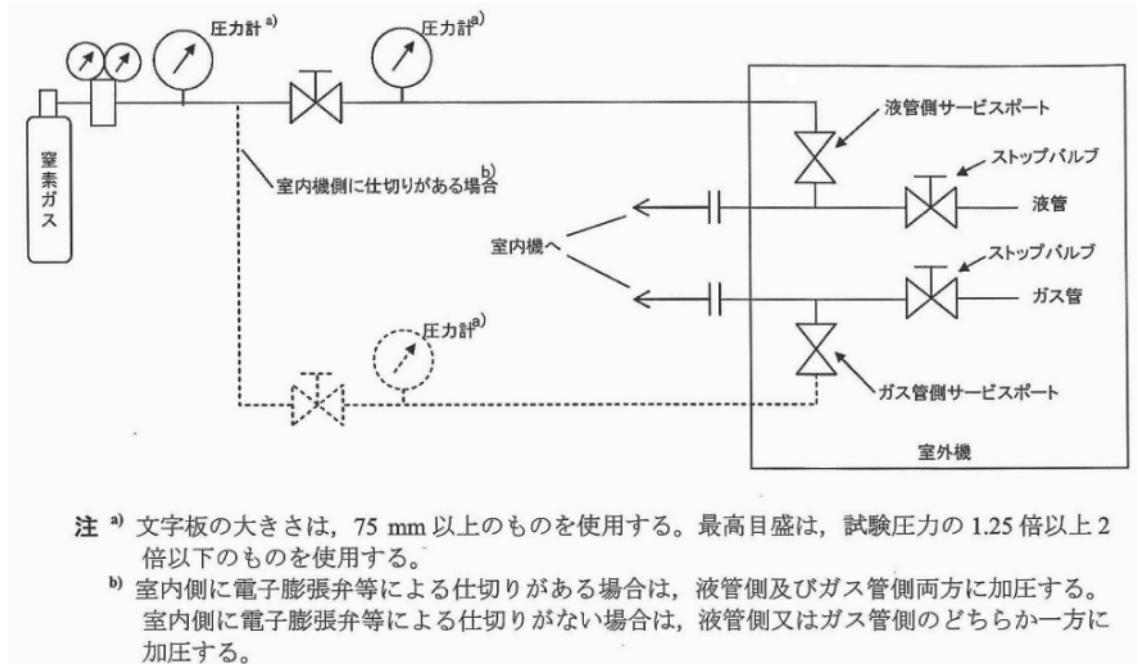 圧力計 a)
圧力計 a)
窒素ガス
室内機側に仕切りがある場合 b)
液管側サービスポート
ストップバルブ
液管
室内機へ
ストップバルブ
ガス管
圧力計 a)
ガス管側サービスポート
室外機
注 a) 文字板の大きさは，75 mm 以上のものを使用する。最高目盛は，試験圧力の 1.25 倍以上 2
倍以下のものを使用する。
b) 室内側に電子膨張弁等による仕切りがある場合は，液管側及びガス管側両方に加圧する。
室内側に電子膨張弁等による仕切りがない場合は，液管側又はガス管側のどちらか一方に
加圧する。